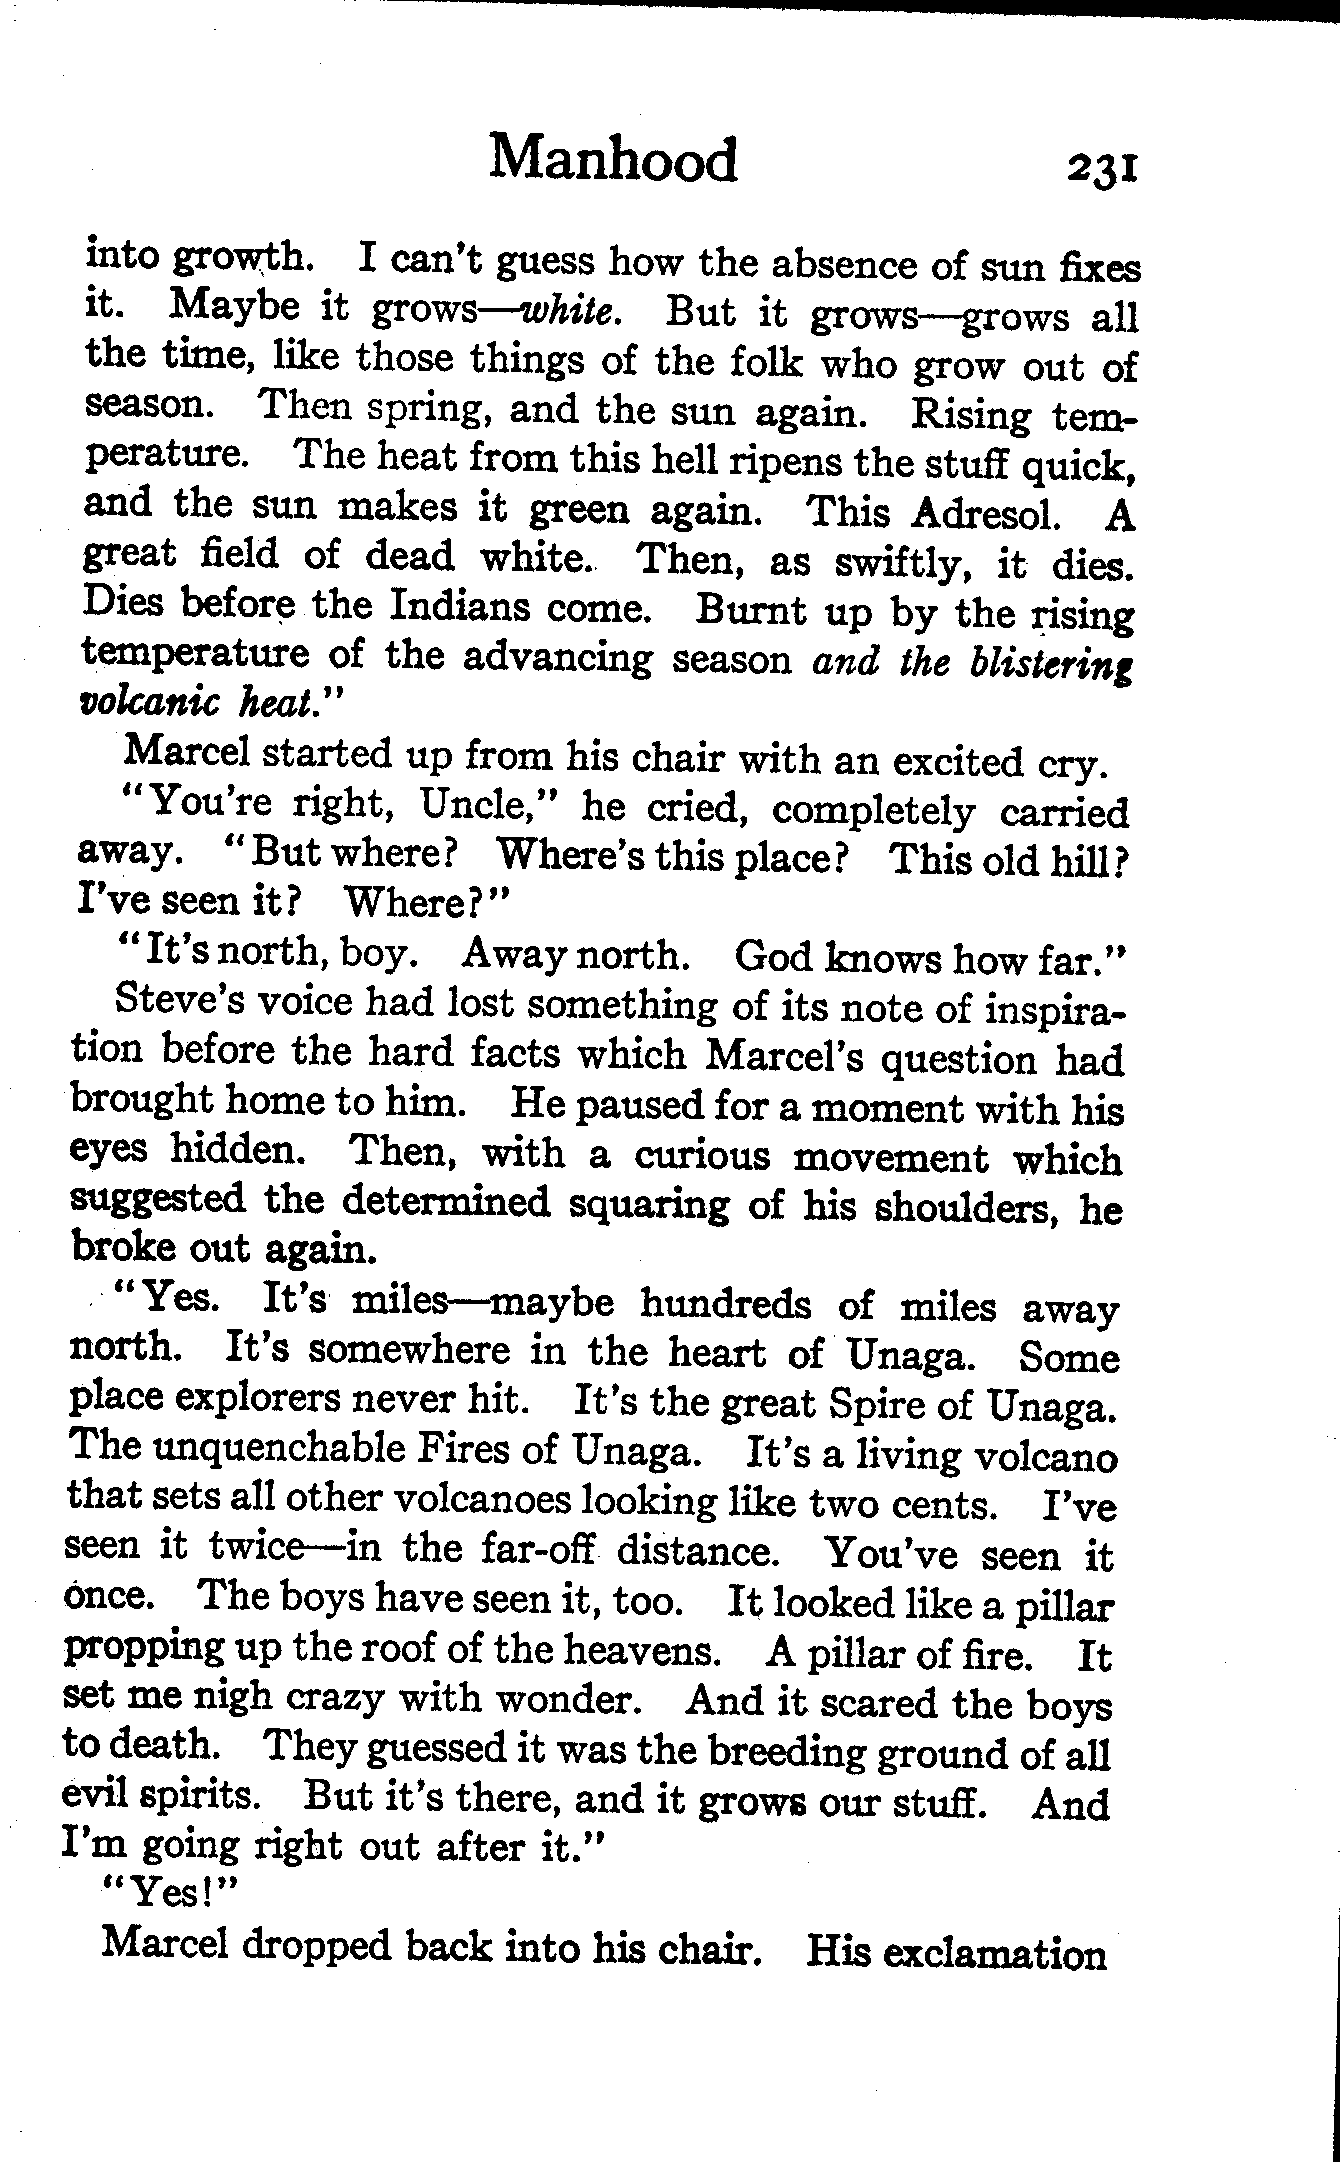 Manhood 231
into growth. I can't guess how the absence of sun fixes
it. Maybe it grows—white. But it grows—grows all
the time, like those things of the folk who grow out of
season. Then spring, and the sun again. Rising tem-
perature. The heat from this hell ripens the stuff quick,
and the sun makes it green again. This Adresol. A
great field of dead white. Then, as swiftly, it dies.
Dies before the Indians come. Burnt up by the rising
temperature of the advancing season and the blistering
volcanic heat."
Marcel started up from his chair with an excited cry.
"You're right, Uncle," he cried, completely carried
away. "But where? Where's this place? This old hill?
I've seen it? Where?"
"It's north, boy. Away north. God knows how far."
Steve's voice had lost something of its note of inspira-
tion before the hard facts which Marcel's question had
brought home to him. He paused for a moment with his
eyes hidden. Then, with a curious movement which
suggested the determined squaring of his shoulders, he
broke out again.
"Yes. It's miles—maybe hundreds of miles away
north. It's somewhere in the heart of Unaga. Some
place explorers never hit. It's the great Spire of Unaga.
The unquenchable Fires of Unaga. It's a living volcano
that sets all other volcanoes looking like two cents. I've
seen it twice—in the far-off distance. You've seen it
once. The boys have seen it, too. It looked like a pillar
propping up the roof of the heavens. A pillar of fire. It
set me nigh crazy with wonder. And it scared the boys
to death. They guessed it was the breeding ground of all
evil spirits. But it's there, and it grows our stuff. And
I'm going right out after it."
"Yes!"
Marcel dropped back into his chair. His exclamation